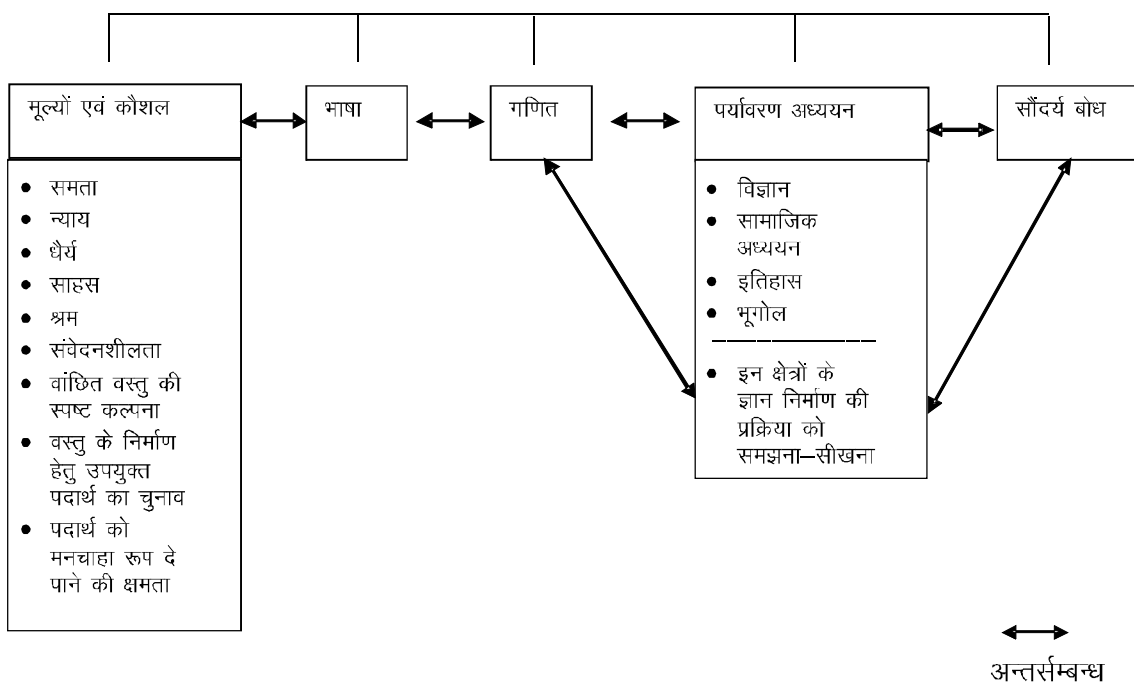 मूल्यों एवं कौशल
भाषा
गणित
पर्यावरण अध्ययन
सौंदर्य बोध
• समता
• न्याय
• धैर्य
• साहस
• श्रम
• संवेदनशीलता
• वांछित वस्तु की
स्पष्ट कल्पना
• वस्तु के निर्माण
हेतु उपयुक्त
पदार्थ का चुनाव
• पदार्थ को
मनचाहा रूप दे
पाने की क्षमता
• विज्ञान
• सामाजिक
अध्ययन
• इतिहास
• भूगोल
• इन क्षेत्रों के
ज्ञान निर्माण की
प्रक्रिया को
समझना–सीखना
अन्तर्सम्बन्ध